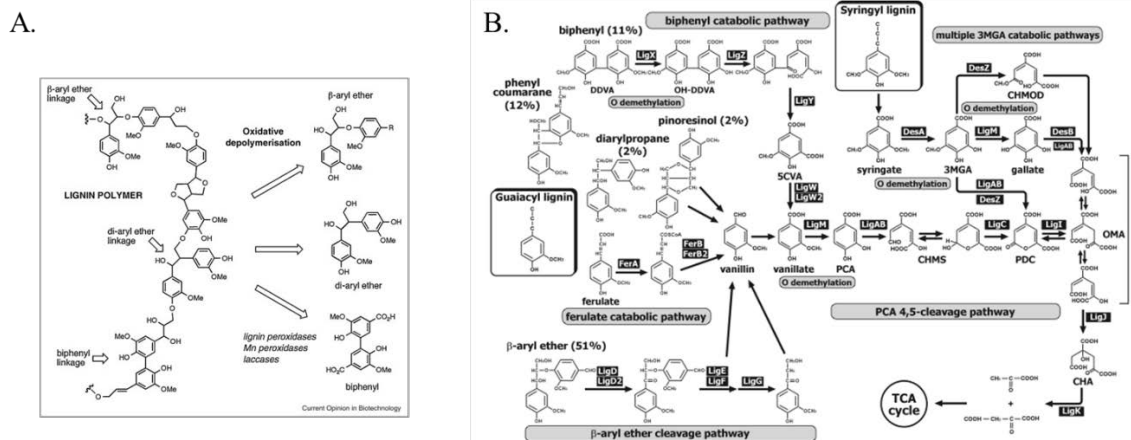 A.
β-aryl ether
linkage
Oxidative
depolymerisation
β-aryl ether
LIGNIN POLYMER
di-aryl ether
linkage
di-aryl ether
lignin peroxidases
Mn peroxidases
laccases
biphenyl
linkage
biphenyl
Current Opinion in Biotechnology
B.
biphenyl catabolic pathway
biphenyl (11%)
LigX
LigZ
DDVA
OH-DDVA
O demethylation
phenyl
coumarane
(12%)
LigY
pinoresinol (2%)
diarylpropane
(2%)
5CVA
LigW
LigW2
Guaiacyl lignin
FerA
FerB
FerB2
ferulate
ferulate catabolic pathway
vanillin
LigM
vanillate
O demethylation
LigAB
PCA
CHMS
LigC
PDC
LigI
OMA
PCA 4,5-cleavage pathway
Syringyl lignin
multiple 3MGA catabolic pathways
DesZ
CHMOD
O demethylation
DesA
LigM
DesB
LigAB
syringate
3MGA
gallate
O demethylation
LigAB
DesZ
LigJ
CHA
LigK
TCA
cycle
β-aryl ether (51%)
LigD
LigD2
LigE
LigF
LigG
β-aryl ether cleavage pathway